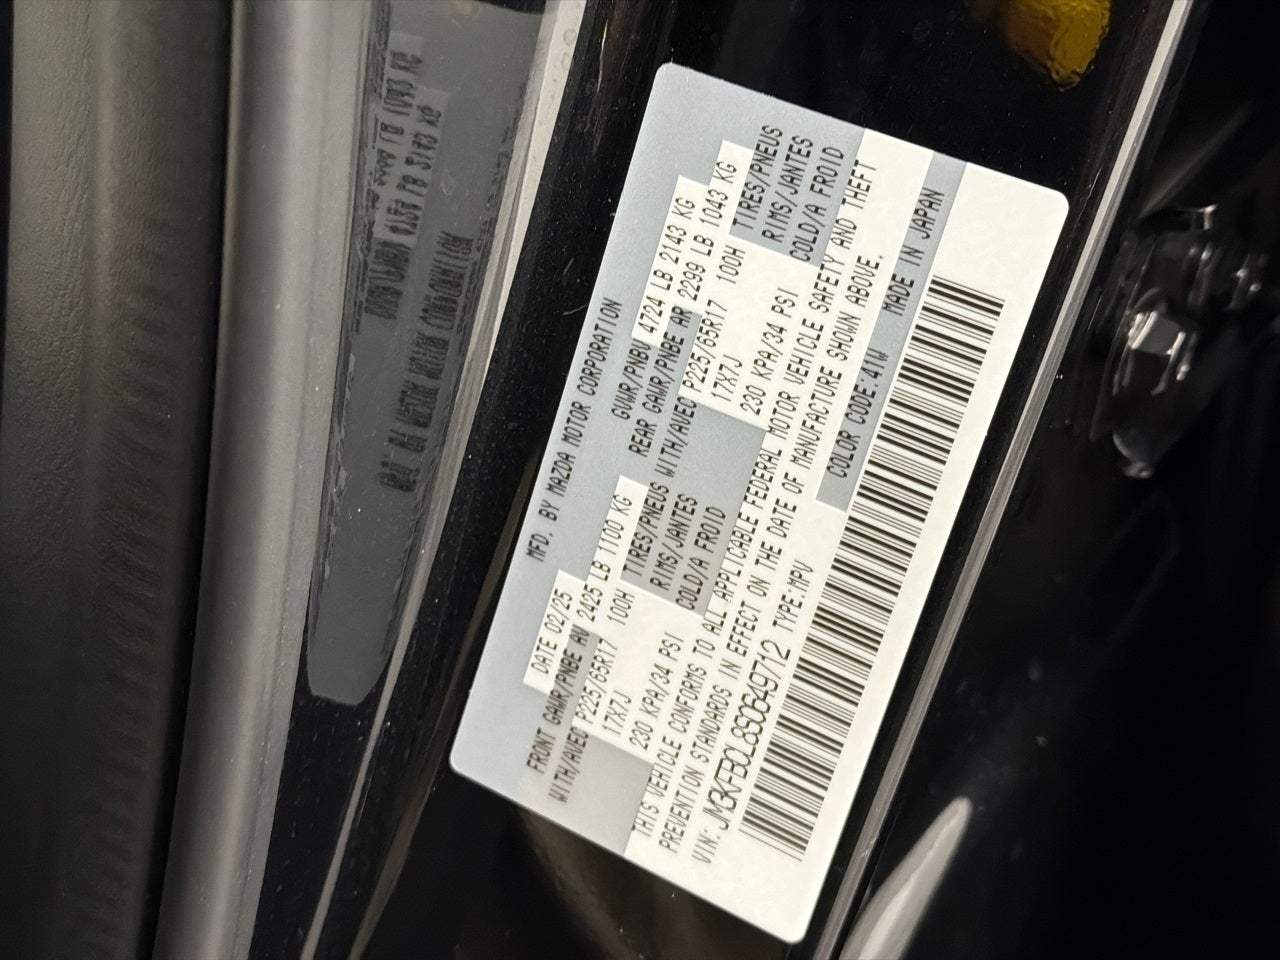 MFD. BY MAZDA MOTOR CORPORATION
DATE 02/25 GVWR/PNBV 4724 LB 2143 KG
FRONT GAWR/PNBE AV 2425 LB 1100 KG REAR GAWR/PNBE AR 2299 LB 1043 KG
WITH/AVEC P225/65R17 100H TIRES/PNEUS WITH/AVEC P225/65R17 100H TIRES/PNEUS
17X7J RIMS/JANTES 17X7J RIMS/JANTES
230 KPA/34 PSI COLD/A FROID 230 KPA/34 PSI COLD/A FROID
THIS VEHICLE CONFORMS TO ALL APPLICABLE FEDERAL MOTOR VEHICLE SAFETY AND THEFT
PREVENTION STANDARDS IN EFFECT ON THE DATE OF MANUFACTURE SHOWN ABOVE.
VIN: JM3KFBCL8S0649712 TYPE:MPV COLOR CODE:41W MADE IN JAPAN